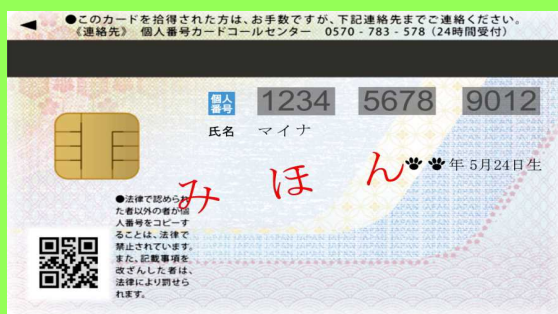 ●このカードを拾得された方は、お手数ですが、下記連絡先までご連絡ください。
《連絡先》 個人番号カードコールセンター 0570-783-578（24時間受付）
個人番号 1234 5678 9012
氏名 マイナ
年 5月24日生
みほん
●法律で認められ
た者以外の者が個
人番号をコピーす
ることは、法律で
禁止されています。
また、記載事項を
改ざんした者は、
法律により罰せら
れます。